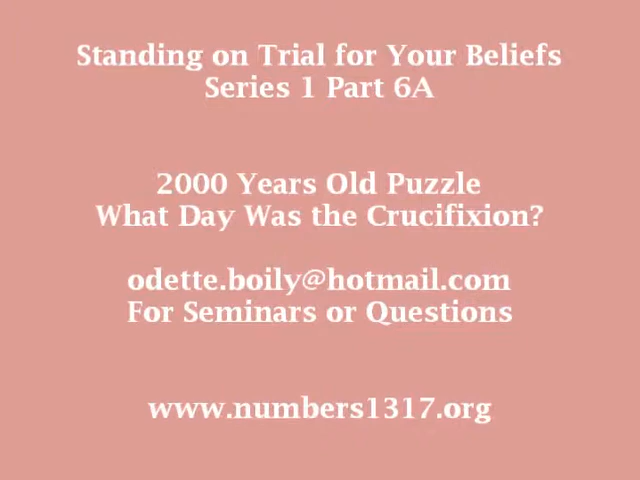 Standing on Trial for Your Beliefs
Series 1 Part 6A
2000 Years Old Puzzle
What Day Was the Crucifixion?
odette.boily@hotmail.com
For Seminars or Questions
www.numbers1317.org